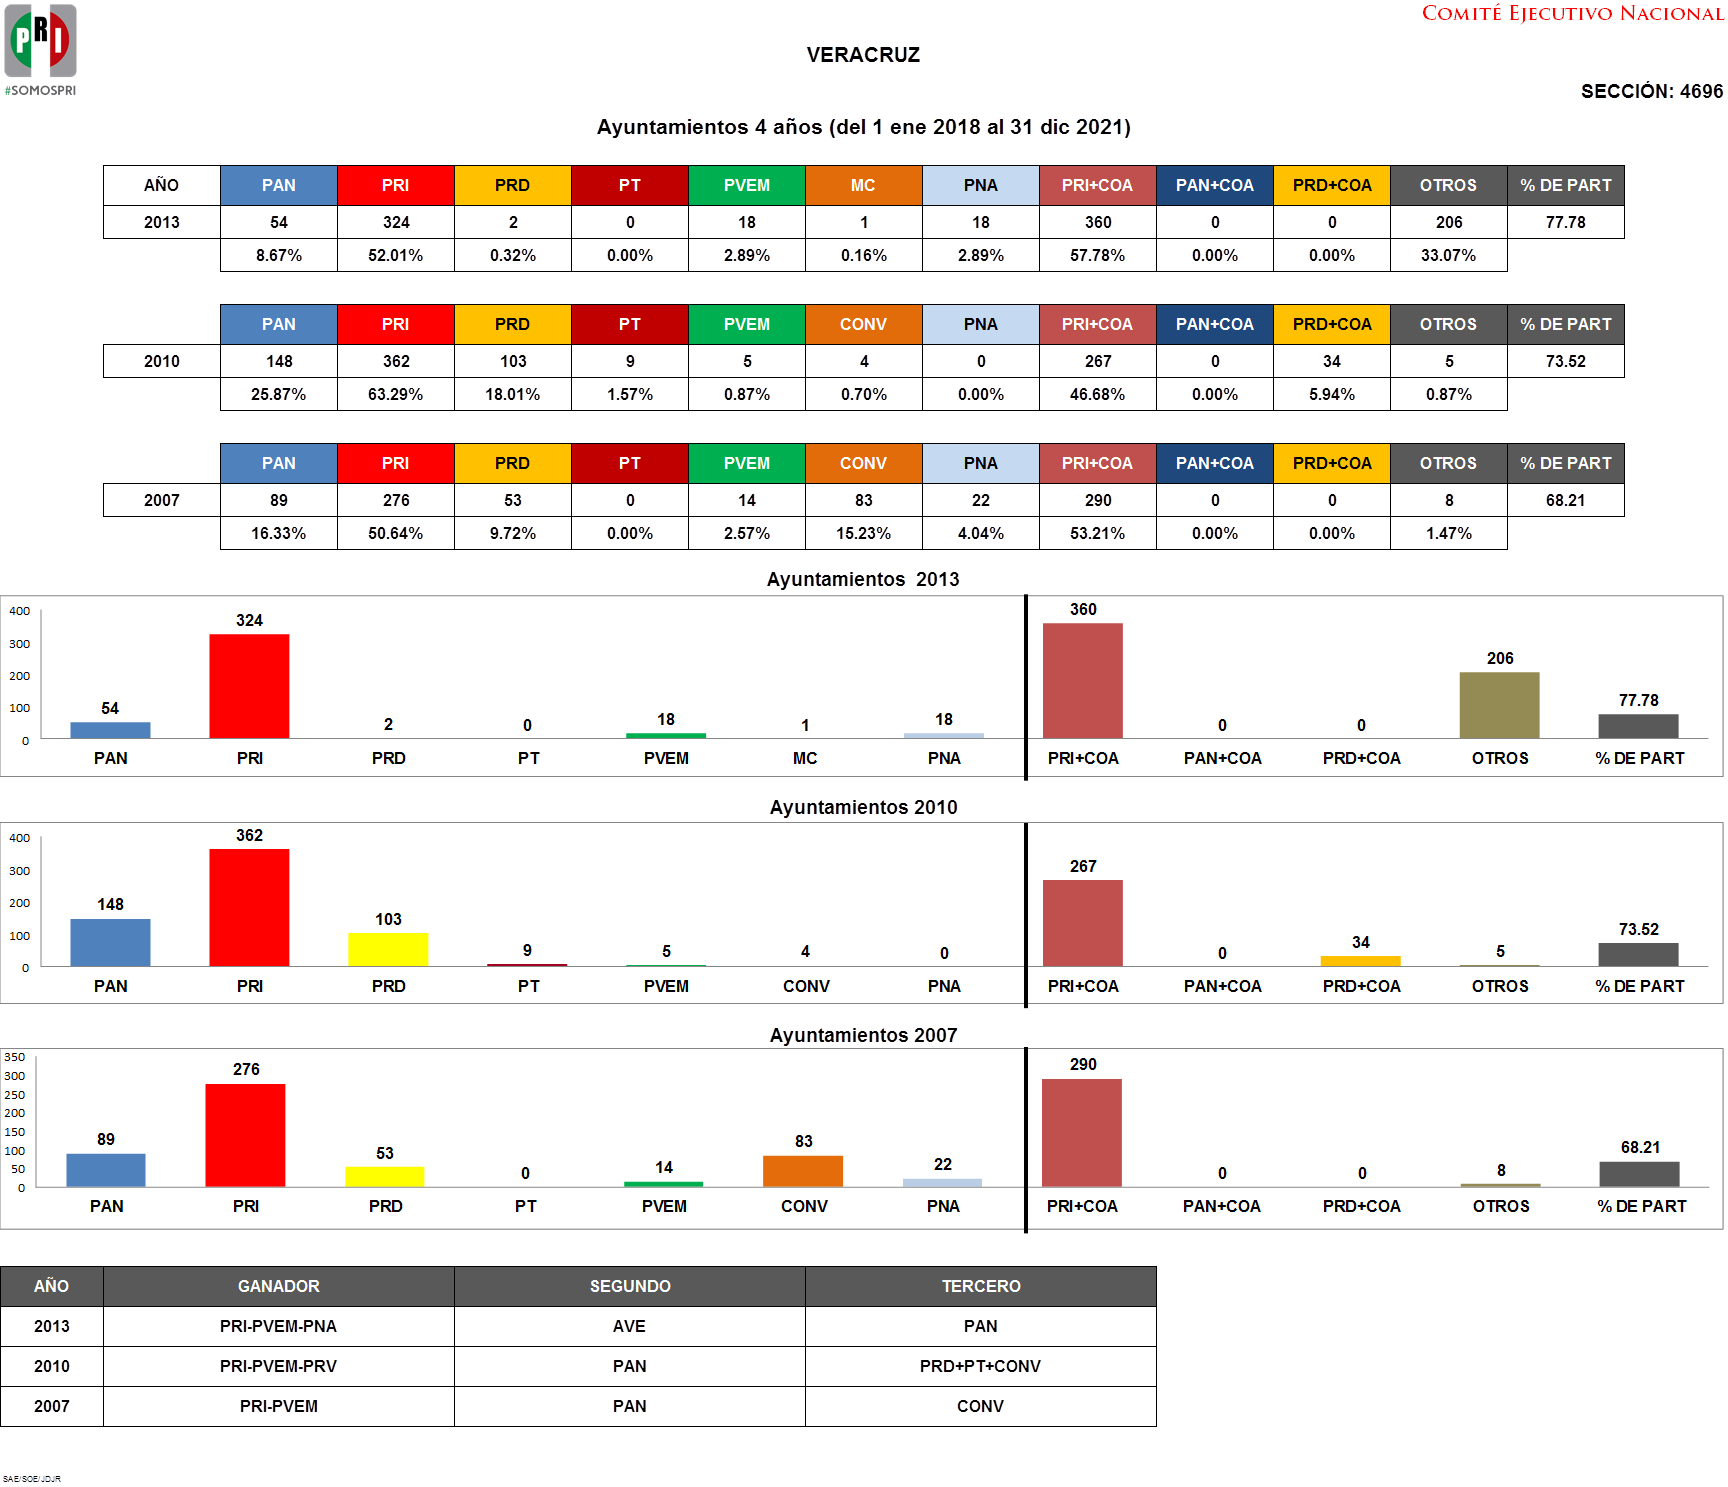 PRI
#SOMOSPRI
COMITÉ EJECUTIVO NACIONAL
VERACRUZ
SECCIÓN: 4696
Ayuntamientos 4 años (del 1 ene 2018 al 31 dic 2021)
AÑO PAN PRI PRD PT PVEM MC PNA PRI+COA PAN+COA PRD+COA OTROS % DE PART
2013 54 324 2 0 18 1 18 360 0 0 206 77.78
8.67% 52.01% 0.32% 0.00% 2.89% 0.16% 2.89% 57.78% 0.00% 0.00% 33.07%
PAN PRI PRD PT PVEM CONV PNA PRI+COA PAN+COA PRD+COA OTROS % DE PART
2010 148 362 103 9 5 4 0 267 0 34 5 73.52
25.87% 63.29% 18.01% 1.57% 0.87% 0.70% 0.00% 46.68% 0.00% 5.94% 0.87%
PAN PRI PRD PT PVEM CONV PNA PRI+COA PAN+COA PRD+COA OTROS % DE PART
2007 89 276 53 0 14 83 22 290 0 0 8 68.21
16.33% 50.64% 9.72% 0.00% 2.57% 15.23% 4.04% 53.21% 0.00% 0.00% 1.47%
Ayuntamientos 2013
400
300
200
100
0
54 324 2 0 18 1 18 360 0 0 206 77.78
PAN PRI PRD PT PVEM MC PNA PRI+COA PAN+COA PRD+COA OTROS % DE PART
Ayuntamientos 2010
400
300
200
100
0
148 362 103 9 5 4 0 267 0 34 5 73.52
PAN PRI PRD PT PVEM CONV PNA PRI+COA PAN+COA PRD+COA OTROS % DE PART
Ayuntamientos 2007
350
300
250
200
150
100
50
0
89 276 53 0 14 83 22 290 0 0 8 68.21
PAN PRI PRD PT PVEM CONV PNA PRI+COA PAN+COA PRD+COA OTROS % DE PART
AÑO GANADOR SEGUNDO TERCERO
2013 PRI-PVEM-PNA AVE PAN
2010 PRI-PVEM-PRV PAN PRD+PT+CONV
2007 PRI-PVEM PAN CONV
SAE/SOE/JDJR